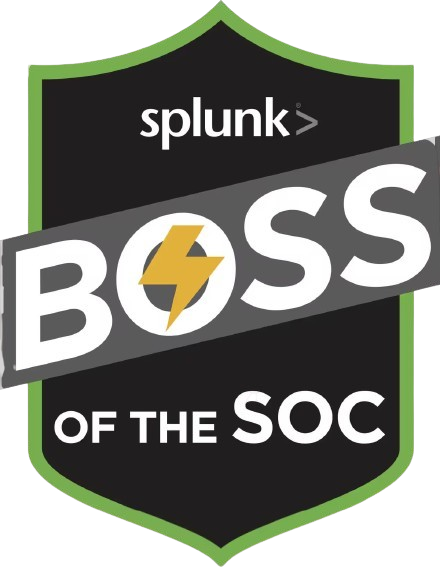 splunk>
BOSS
OF THE SOC